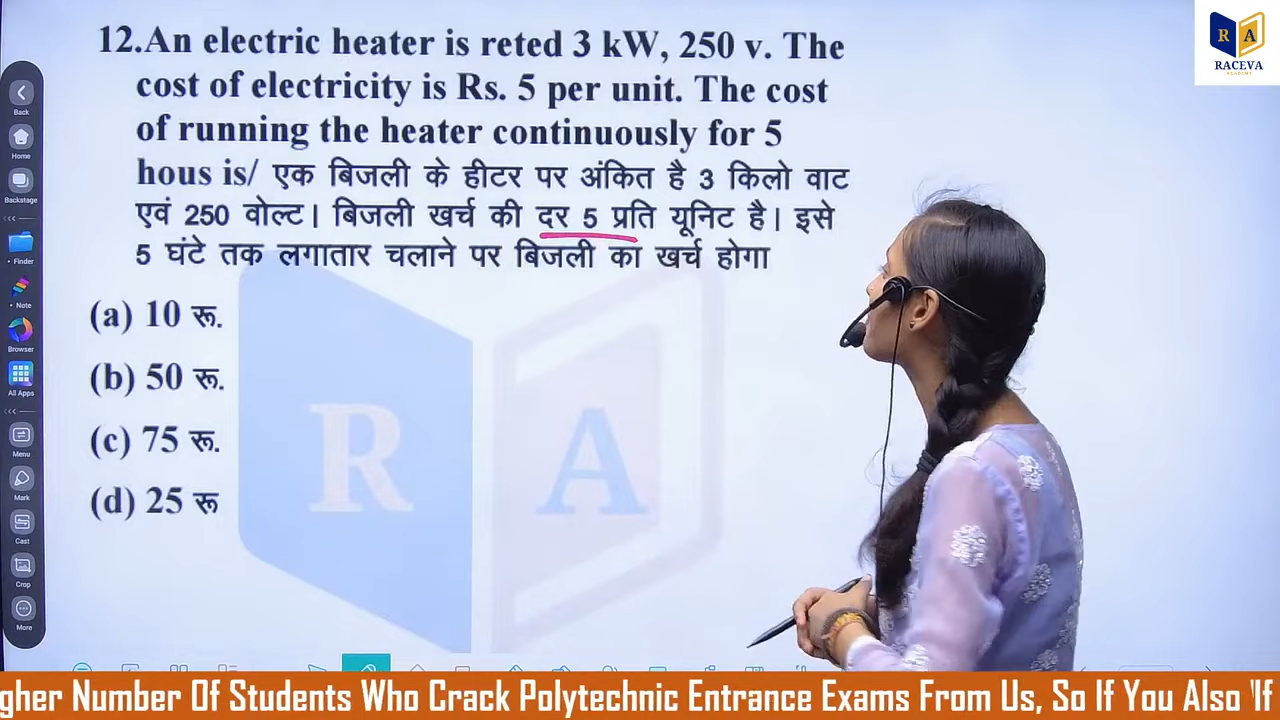 12.An electric heater is reted 3 kW, 250 v. The
cost of electricity is Rs. 5 per unit. The cost
of running the heater continuously for 5
hous is/ एक बिजली के हीटर पर अंकित है 3 किलो वाट
एवं 250 वोल्ट। बिजली खर्च की दर 5 प्रति यूनिट है। इसे
5 घंटे तक लगातार चलाने पर बिजली का खर्च होगा
(a) 10 रू.
(b) 50 रू.
(c) 75 रू.
(d) 25 रू
R A
R A
RACEVA
ACADEMY
Back
Home
Backstage
Finder
Note
Browser
All Apps
Menu
Mark
Cast
Crop
More
gher Number Of Students Who Crack Polytechnic Entrance Exams From Us, So If You Also 'If